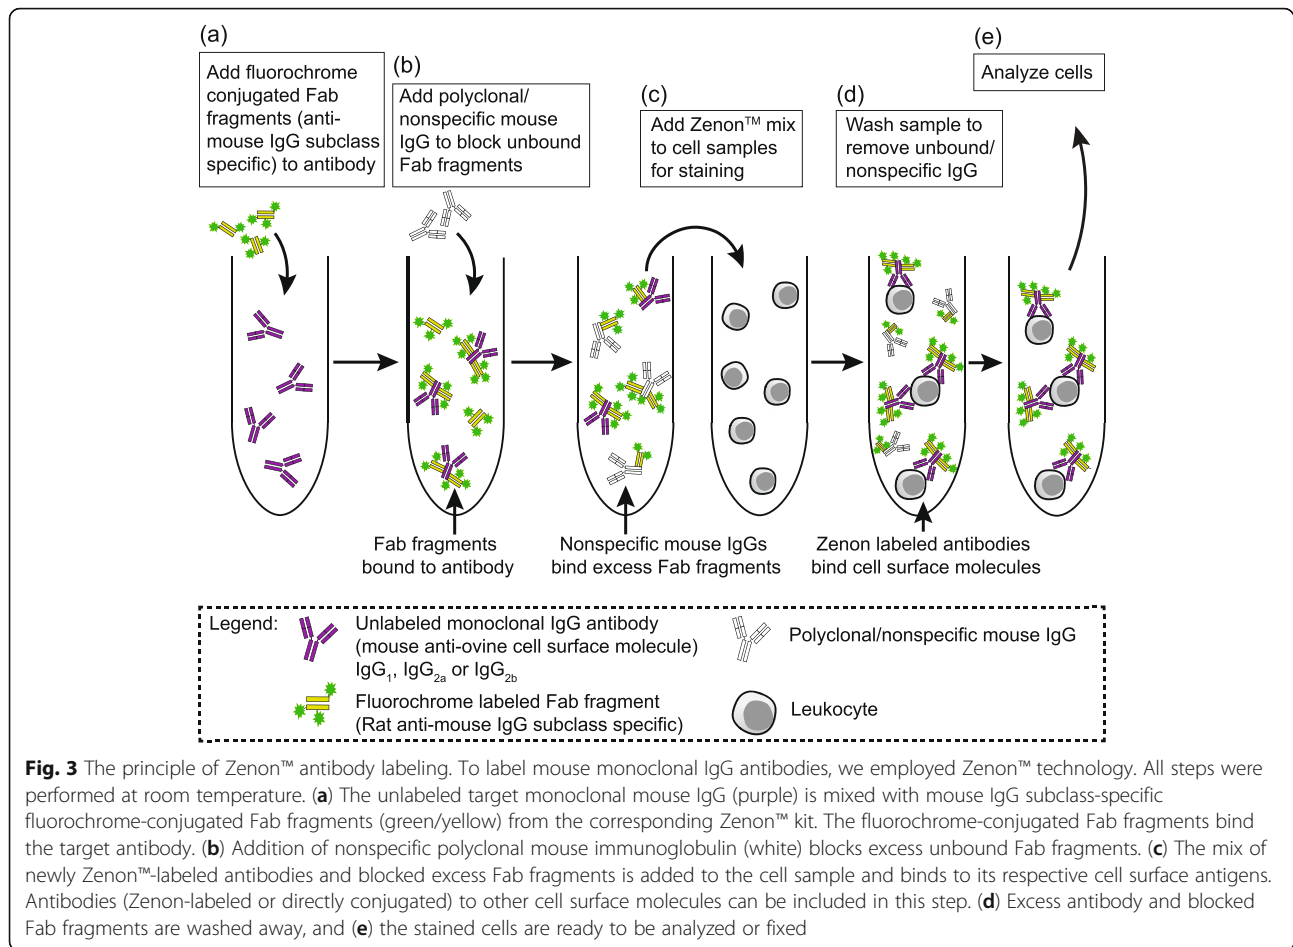 (a)
Add fluorochrome
conjugated Fab
fragments (anti-
mouse IgG subclass
specific) to antibody
(b)
Add polyclonal/
nonspecific mouse
IgG to block unbound
Fab fragments
(c)
Add Zenon™ mix
to cell samples
for staining
(d)
Wash sample to
remove unbound/
nonspecific IgG
(e)
Analyze cells
Fab fragments
bound to antibody
Nonspecific mouse IgGs
bind excess Fab fragments
Zenon labeled antibodies
bind cell surface molecules
Legend:
Unlabeled monoclonal IgG antibody
(mouse anti-ovine cell surface molecule)
IgG₁, IgG₂ₐ or IgG₂b
Fluorochrome labeled Fab fragment
(Rat anti-mouse IgG subclass specific)
Polyclonal/nonspecific mouse IgG
Leukocyte
Fig. 3 The principle of Zenon™ antibody labeling. To label mouse monoclonal IgG antibodies, we employed Zenon™ technology. All steps were
performed at room temperature. (a) The unlabeled target monoclonal mouse IgG (purple) is mixed with mouse IgG subclass-specific
fluorochrome-conjugated Fab fragments (green/yellow) from the corresponding Zenon™ kit. The fluorochrome-conjugated Fab fragments bind
the target antibody. (b) Addition of nonspecific polyclonal mouse immunoglobulin (white) blocks excess unbound Fab fragments. (c) The mix of
newly Zenon™-labeled antibodies and blocked excess Fab fragments is added to the cell sample and binds to its respective cell surface antigens.
Antibodies (Zenon-labeled or directly conjugated) to other cell surface molecules can be included in this step. (d) Excess antibody and blocked
Fab fragments are washed away, and (e) the stained cells are ready to be analyzed or fixed